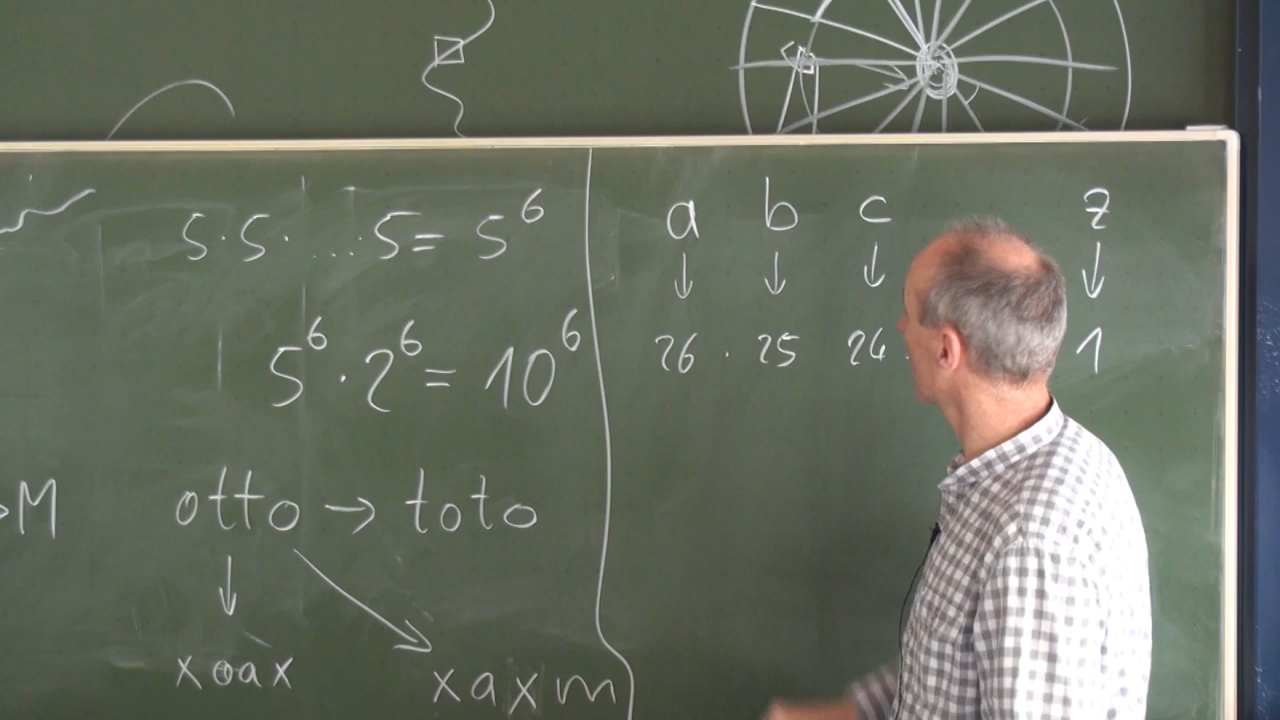 5·5· ...5= 5⁶
5⁶·2⁶= 10⁶
→M
otto → toto
↓
xoax
xaxm
a b c z
↓ ↓ ↓ ↓
26 · 25 24· 1